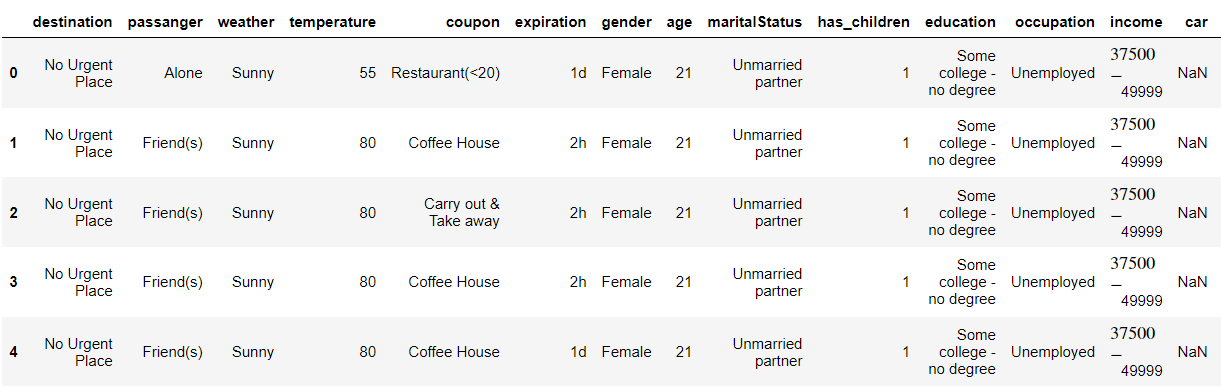 destination passanger weather temperature coupon expiration gender age maritalStatus has_children education occupation income car
0 No Urgent Place Alone Sunny 55 Restaurant(<20) 1d Female 21 Unmarried partner 1 Some college - no degree Unemployed 37500 – 49999 NaN
1 No Urgent Place Friend(s) Sunny 80 Coffee House 2h Female 21 Unmarried partner 1 Some college - no degree Unemployed 37500 – 49999 NaN
2 No Urgent Place Friend(s) Sunny 80 Carry out & Take away 2h Female 21 Unmarried partner 1 Some college - no degree Unemployed 37500 – 49999 NaN
3 No Urgent Place Friend(s) Sunny 80 Coffee House 2h Female 21 Unmarried partner 1 Some college - no degree Unemployed 37500 – 49999 NaN
4 No Urgent Place Friend(s) Sunny 80 Coffee House 1d Female 21 Unmarried partner 1 Some college - no degree Unemployed 37500 – 49999 NaN